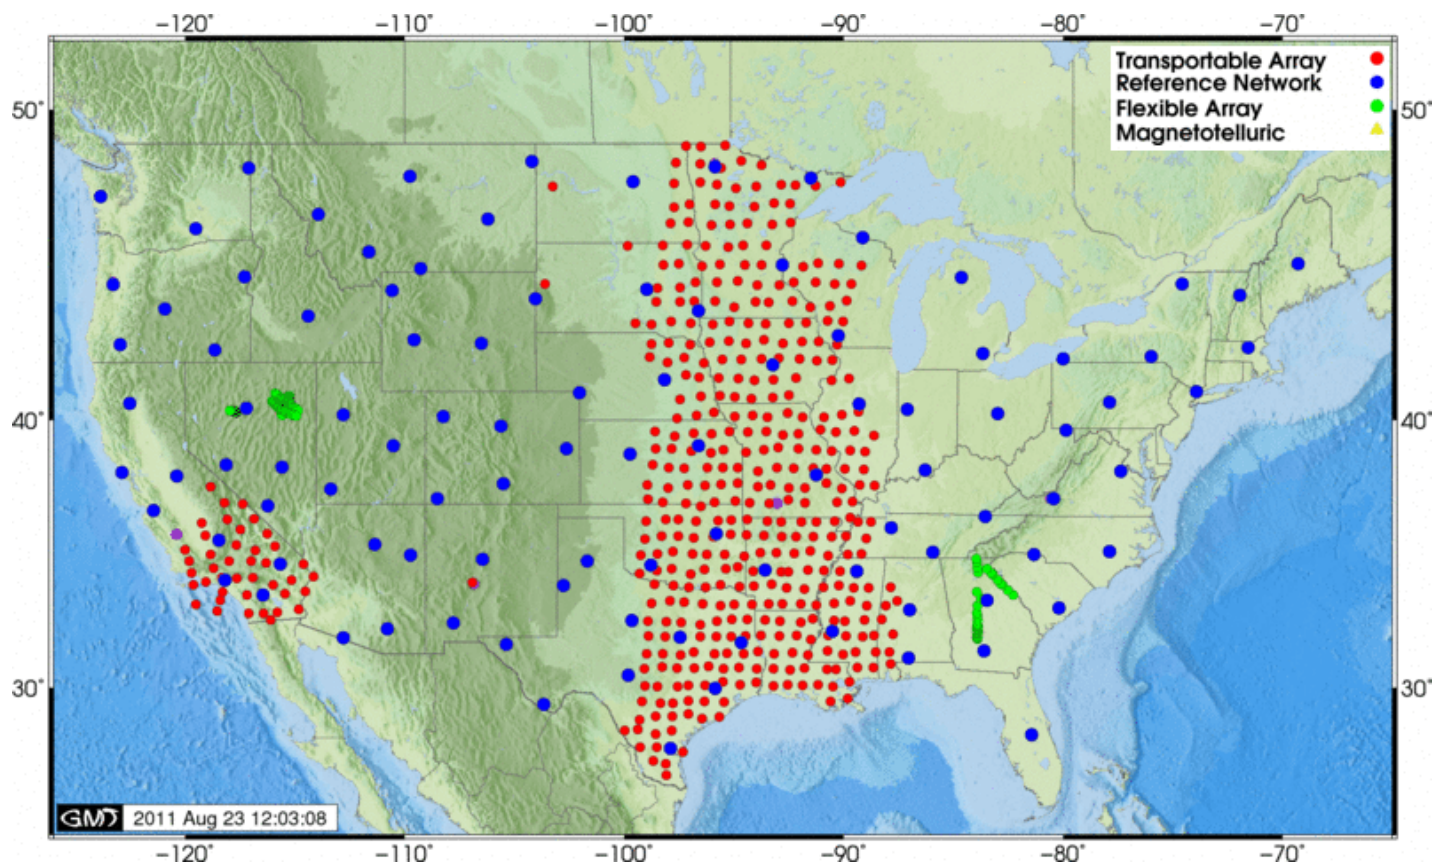 −120° −110° −100° −90° −80° −70°
Transportable Array
Reference Network
Flexible Array
Magnetotelluric
50° 50°
40° 40°
30° 30°
GMT 2011 Aug 23 12:03:08
−120° −110° −100° −90° −80° −70°